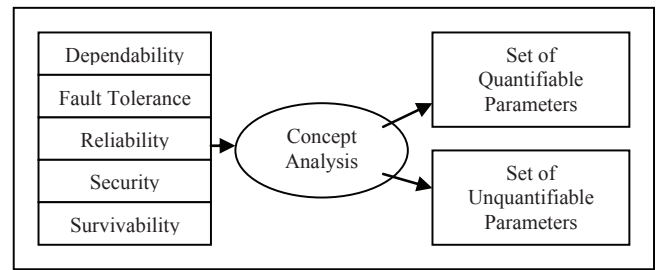 Dependability
Fault Tolerance
Reliability
Security
Survivability
Concept
Analysis
Set of
Quantifiable
Parameters
Set of
Unquantifiable
Parameters